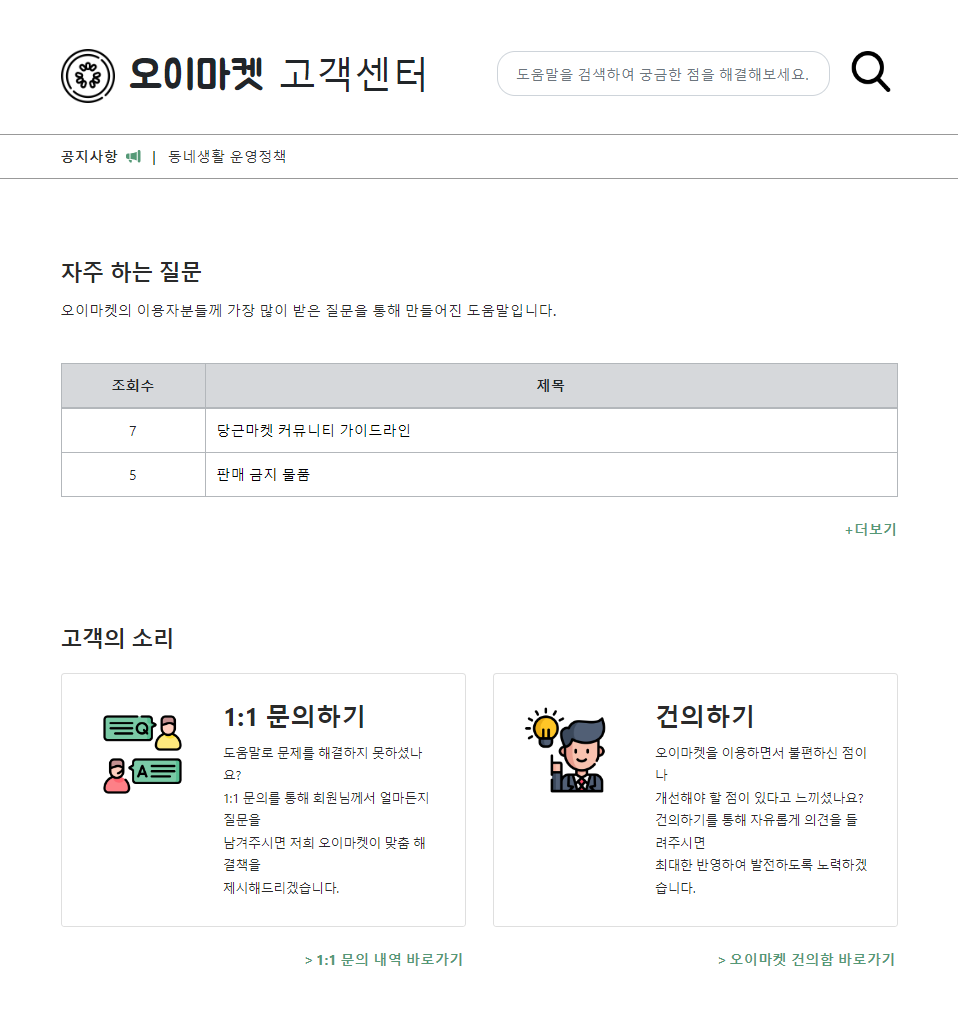 오이마켓 고객센터
도움말을 검색하여 궁금한 점을 해결해보세요.
공지사항 | 동네생활 운영정책
자주 하는 질문
오이마켓의 이용자분들께 가장 많이 받은 질문을 통해 만들어진 도움말입니다.
조회수 제목
7 당근마켓 커뮤니티 가이드라인
5 판매 금지 물품
+더보기
고객의 소리
Q
A
1:1 문의하기
도움말로 문제를 해결하지 못하셨나
요?
1:1 문의를 통해 회원님께서 얼마든지
질문을
남겨주시면 저희 오이마켓이 맞춤 해
결책을
제시해드리겠습니다.
건의하기
오이마켓을 이용하면서 불편하신 점이
나
개선해야 할 점이 있다고 느끼셨나요?
건의하기를 통해 자유롭게 의견을 들
려주시면
최대한 반영하여 발전하도록 노력하겠
습니다.
> 1:1 문의 내역 바로가기
> 오이마켓 건의함 바로가기